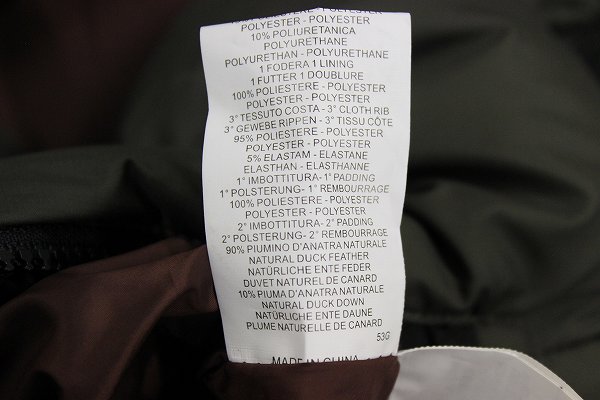 POLYESTER - POLYESTER
10% POLIURETANICA
POLYURETHANE
POLYURETHAN - POLYURETHANE
1 FODERA 1 LINING
1 FUTTER 1 DOUBLURE
100% POLIESTERE - POLYESTER
POLYESTER - POLYESTER
3° TESSUTO COSTA - 3° CLOTH RIB
3° GEWEBE RIPPEN - 3° TISSU CÔTE
95% POLIESTERE - POLYESTER
POLYESTER - POLYESTER
5% ELASTAM - ELASTANE
ELASTHAN - ELASTHANNE
1° IMBOTTITURA- 1° PADDING
1° POLSTERUNG- 1° REMBOURRAGE
100% POLIESTERE - POLYESTER
POLYESTER - POLYESTER
2° IMBOTTITURA - 2° PADDING
2° POLSTERUNG- 2° REMBOURRAGE
90% PIUMINO D'ANATRA NATURALE
NATURAL DUCK FEATHER
NATÜRLICHE ENTE FEDER
DUVET NATUREL DE CANARD
10% PIUMA D'ANATRA NATURALE
NATURAL DUCK DOWN
NATÜRLICHE ENTE DAUNE
PLUME NATURELLE DE CANARD
53G
MADE IN CHINA